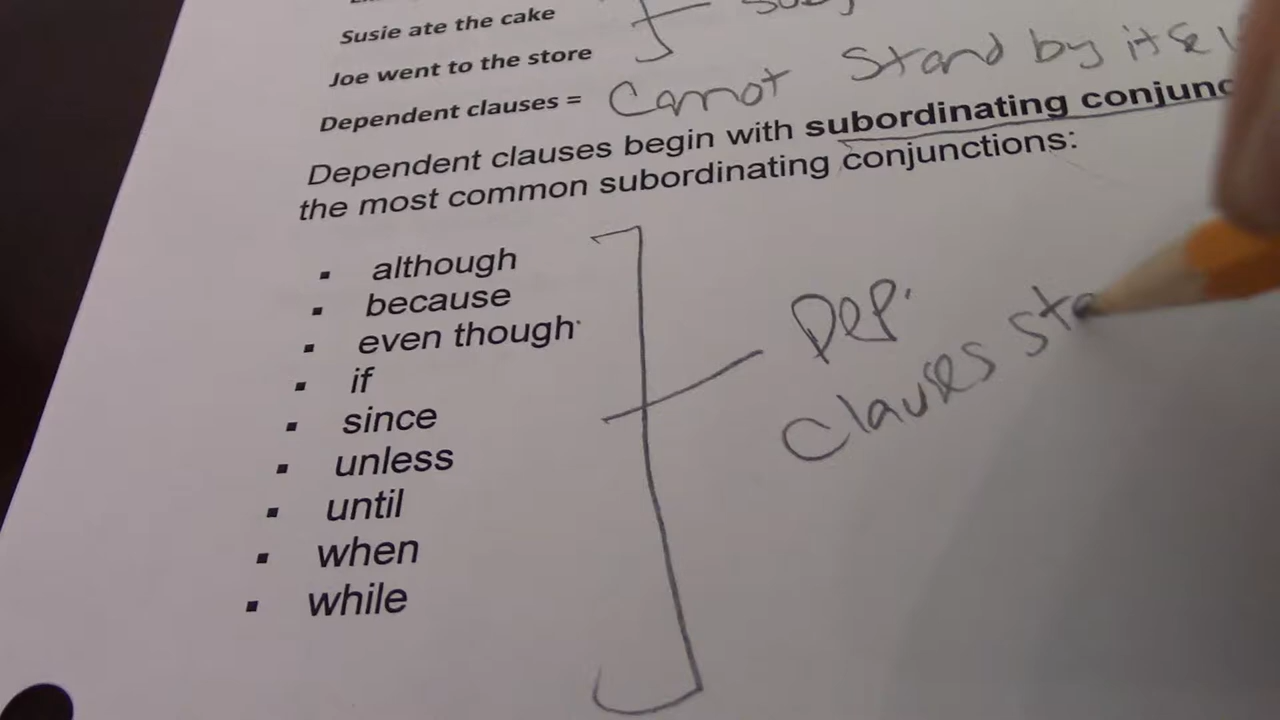 Susie ate the cake
Joe went to the store
Dependent clauses = Cannot Stand by itself
Dependent clauses begin with subordinating conjunc
the most common subordinating conjunctions:
▪ although
▪ because
▪ even though
▪ if
▪ since
▪ unless
▪ until
▪ when
▪ while
Dep.
Clauses sta